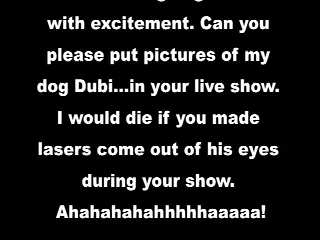 with excitement. Can you
please put pictures of my
dog Dubi...in your live show.
I would die if you made
lasers come out of his eyes
during your show.
Ahahahahahhhhhaaaaa!